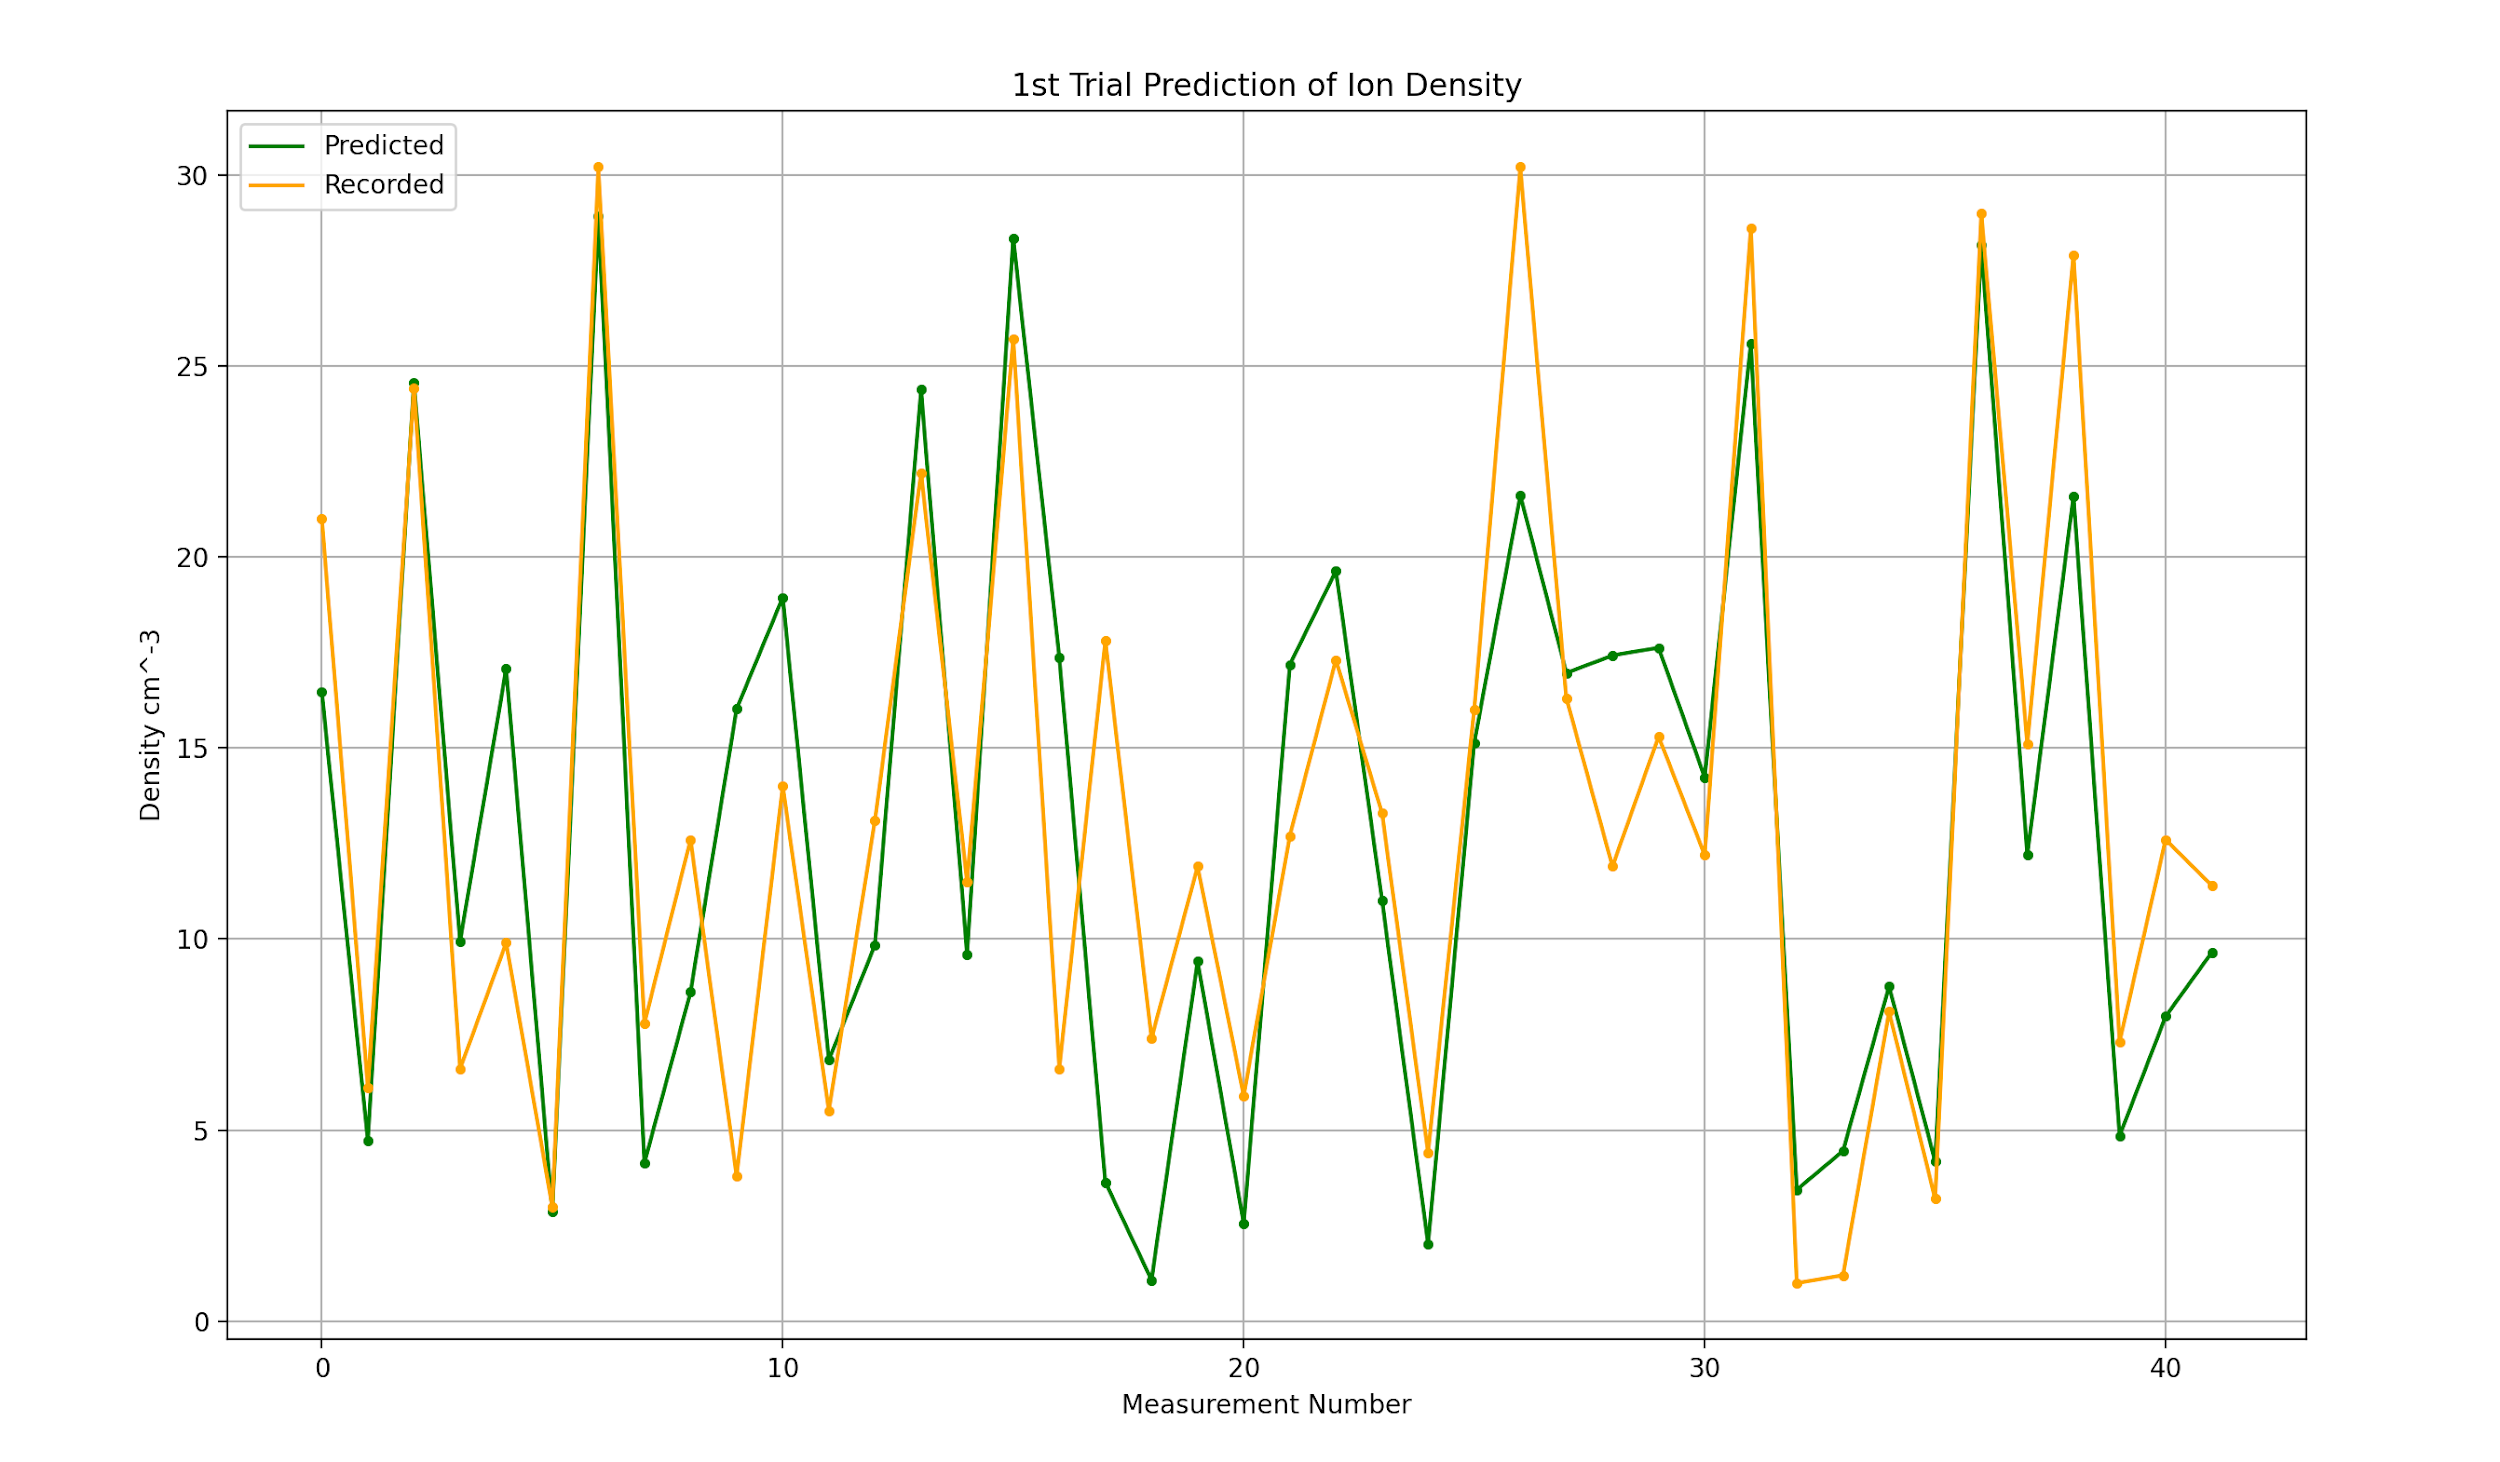 1st Trial Prediction of Ion Density
Predicted
Recorded
30
25
20
15
10
5
0
Density cm^-3
0 10 20 30 40
Measurement Number